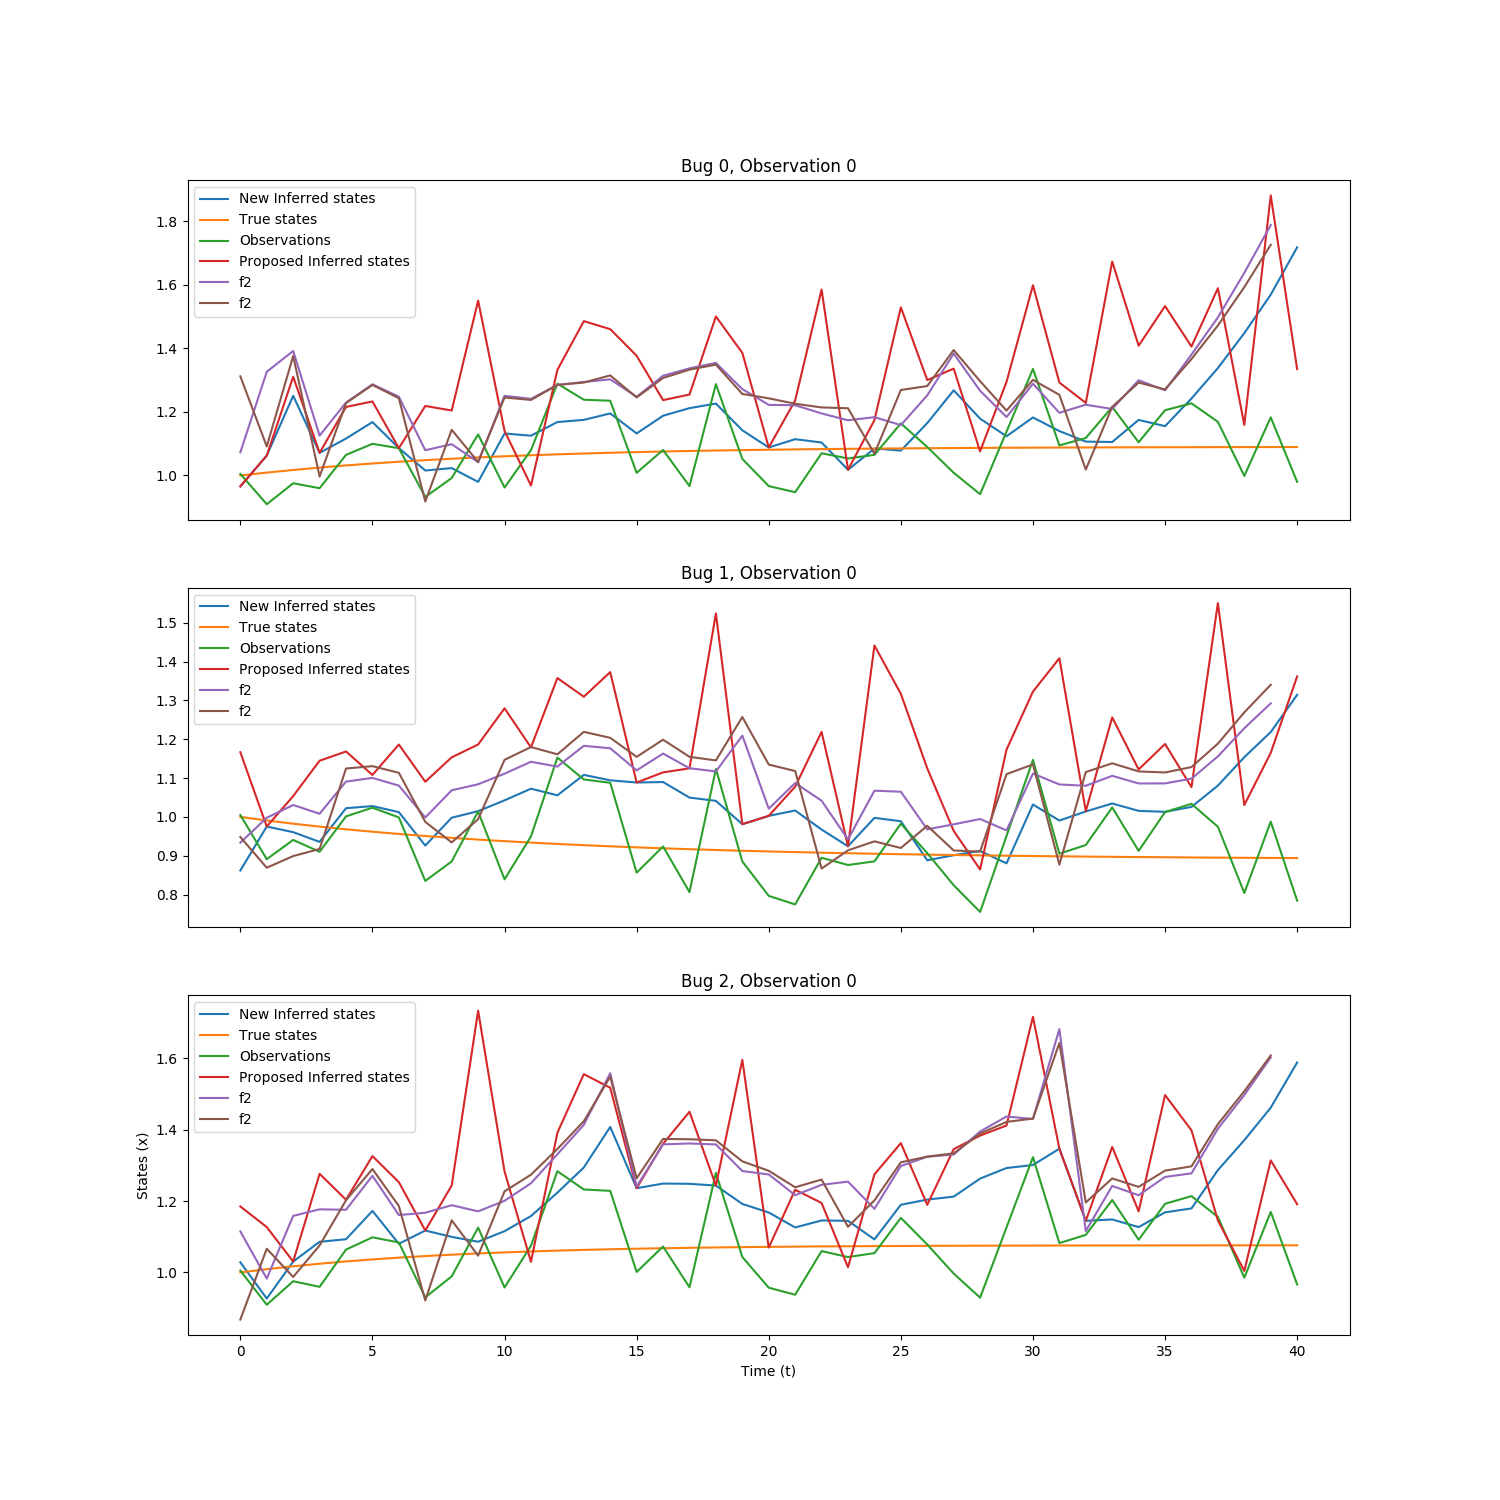 Bug 0, Observation 0
New Inferred states
True states
Observations
Proposed Inferred states
f2
f2
1.8
1.6
1.4
1.2
1.0
Bug 1, Observation 0
New Inferred states
True states
Observations
Proposed Inferred states
f2
f2
1.5
1.4
1.3
1.2
1.1
1.0
0.9
0.8
Bug 2, Observation 0
New Inferred states
True states
Observations
Proposed Inferred states
f2
f2
1.6
1.4
1.2
1.0
States (x)
0 5 10 15 20 25 30 35 40
Time (t)